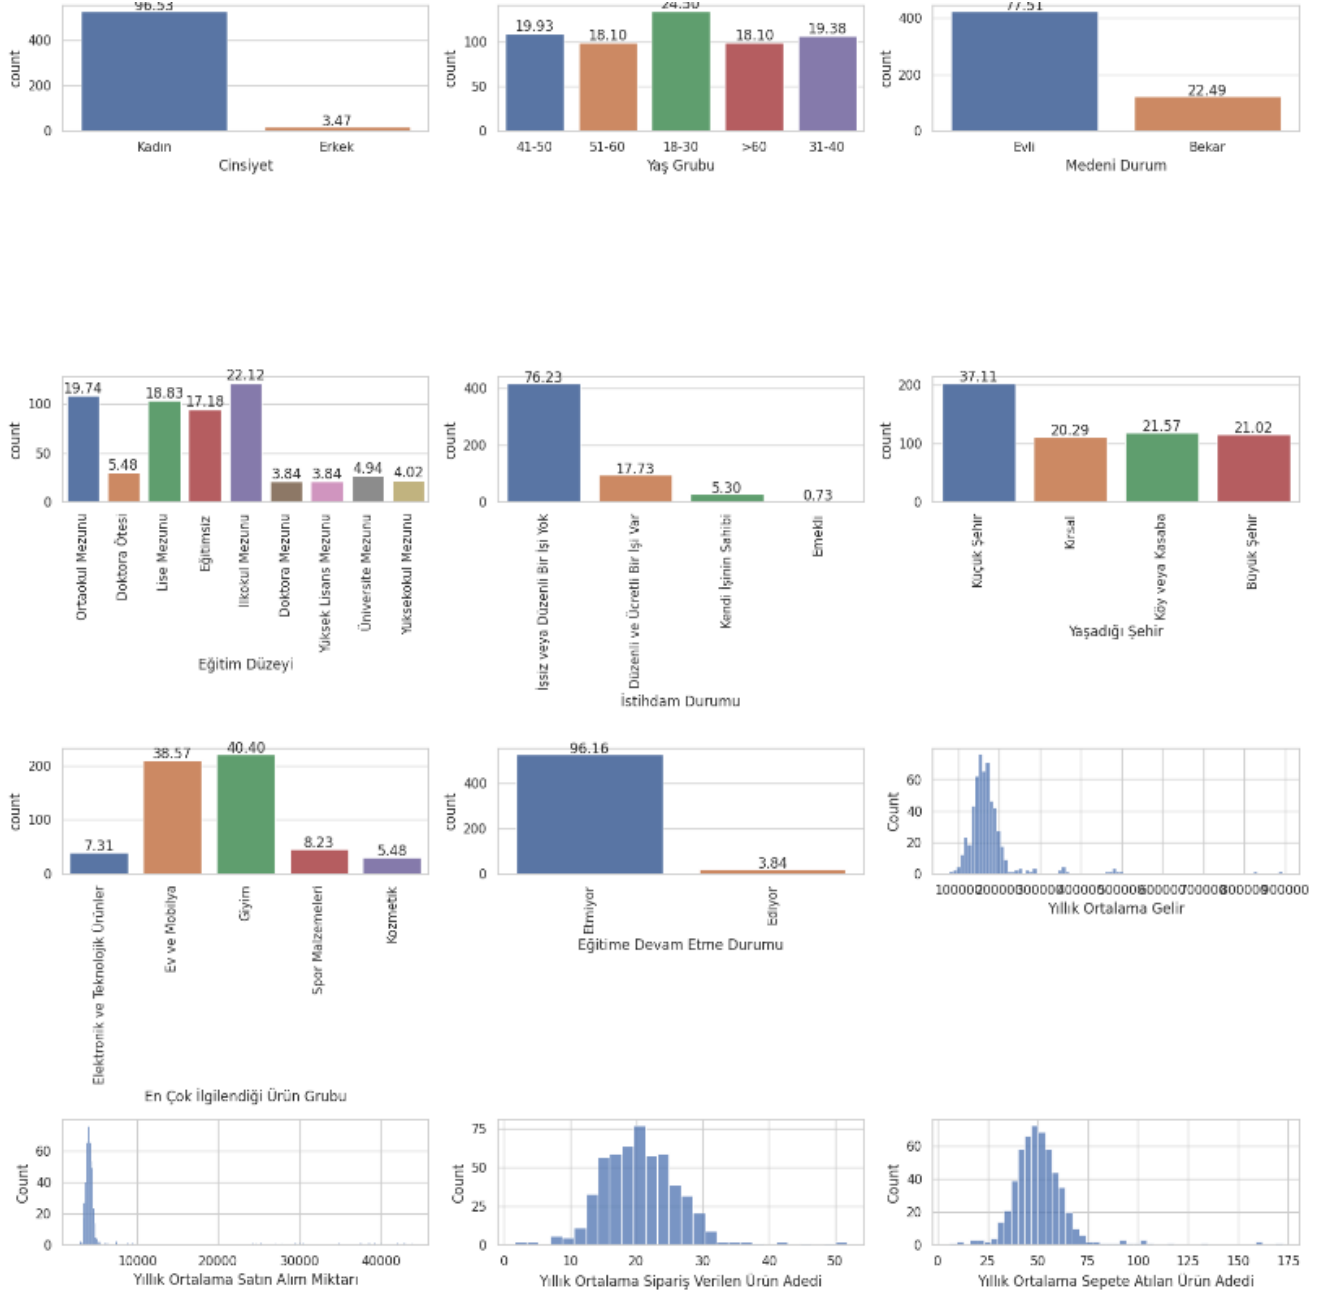 96.53
400
200
0
count
3.47
Kadın
Erkek
Cinsiyet
100
50
0
count
19.93
18.10
24.50
18.10
19.38
41-50
51-60
18-30
>60
31-40
Yaş Grubu
400
200
0
count
77.51
22.49
Evli
Bekar
Medeni Durum
100
50
0
count
19.74
5.48
18.83
17.18
22.12
3.84
3.84
4.94
4.02
Ortaokul Mezunu
Doktora Ötesi
Lise Mezunu
Eğitimsiz
İlkokul Mezunu
Doktora Mezunu
Yüksek Lisans Mezunu
Üniversite Mezunu
Yüksekokul Mezunu
Eğitim Düzeyi
400
200
0
count
76.23
17.73
5.30
0.73
İşsiz veya Düzenli Bir İşi Yok
Düzenli ve Ücretli Bir İşi Var
Kendi İşinin Sahibi
Emekli
İstihdam Durumu
200
100
0
count
37.11
20.29
21.57
21.02
Küçük Şehir
Kırsal
Köy veya Kasaba
Büyük Şehir
Yaşadığı Şehir
200
100
0
count
7.31
38.57
40.40
8.23
5.48
Elektronik ve Teknolojik Ürünler
Ev ve Mobilya
Giyim
Spor Malzemeleri
Kozmetik
En Çok İlgilendiği Ürün Grubu
400
200
0
count
96.16
3.84
Etmiyor
Ediyor
Eğitime Devam Etme Durumu
60
40
20
0
Count
100000 200000 300000 400000 500000 600000 700000 800000 900000
Yıllık Ortalama Gelir
60
40
20
0
Count
10000 20000 30000 40000
Yıllık Ortalama Satın Alım Miktarı
75
50
25
0
Count
0 10 20 30 40 50
Yıllık Ortalama Sipariş Verilen Ürün Adedi
60
40
20
0
Count
0 25 50 75 100 125 150 175
Yıllık Ortalama Sepete Atılan Ürün Adedi